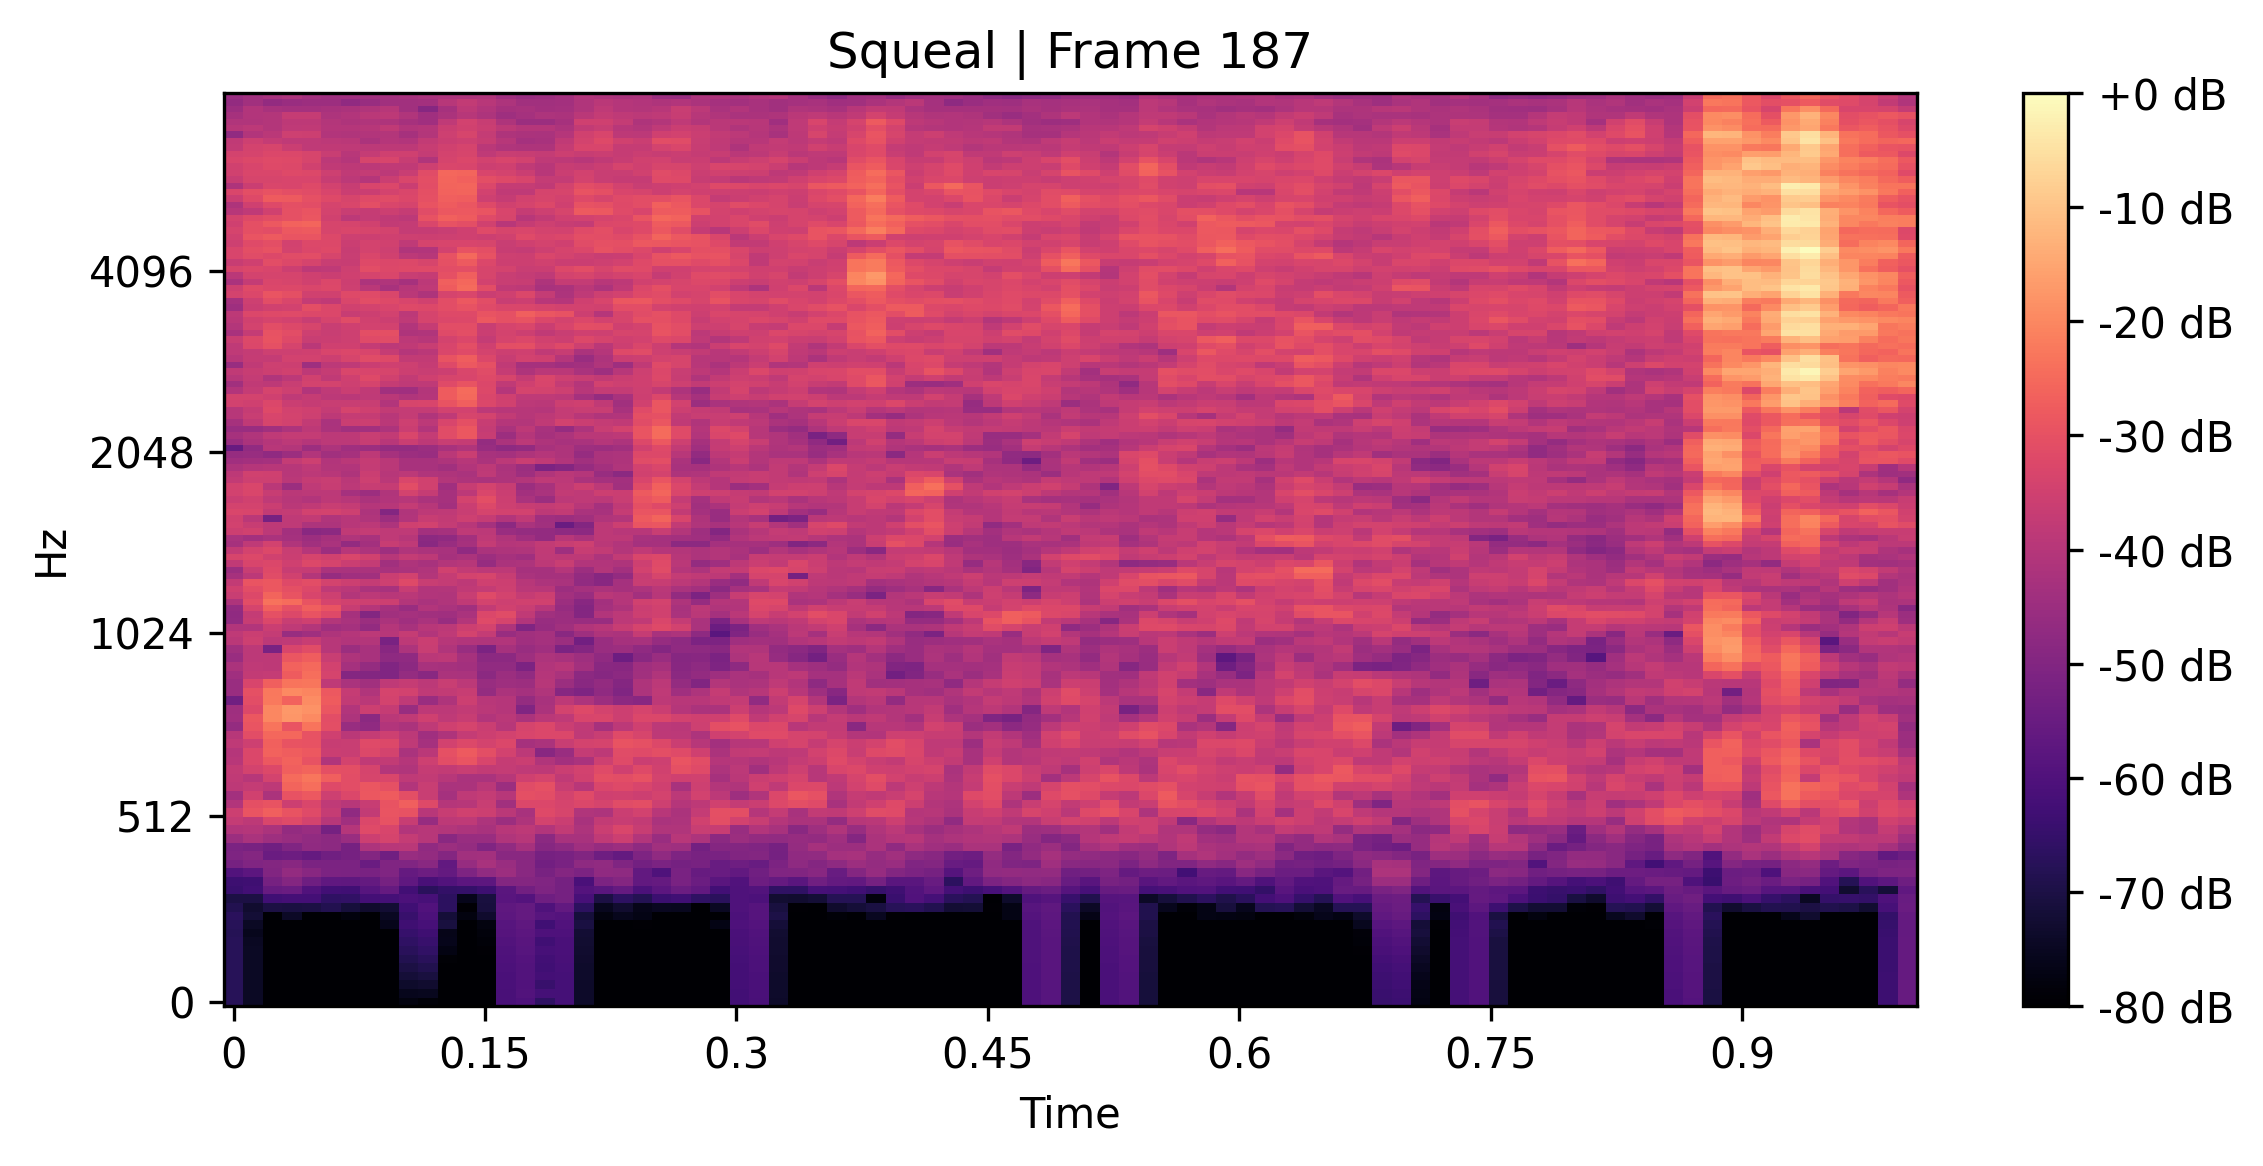 Squeal | Frame 187
+0 dB
-10 dB
-20 dB
-30 dB
-40 dB
-50 dB
-60 dB
-70 dB
-80 dB
Hz
4096
2048
1024
512
0
0 0.15 0.3 0.45 0.6 0.75 0.9
Time